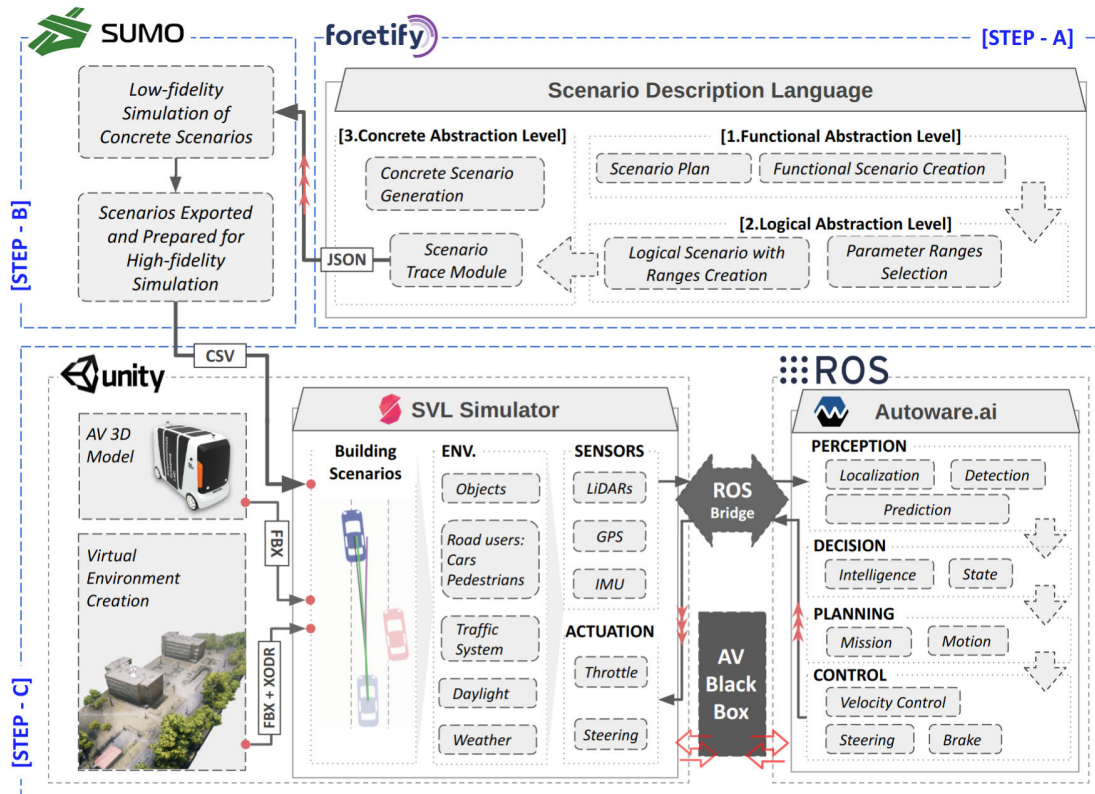 SUMO
foretify
[STEP - A]
Low-fidelity
Simulation of
Concrete Scenarios
Scenarios Exported
and Prepared for
High-fidelity
Simulation
[STEP - B]
Scenario Description Language
[3.Concrete Abstraction Level]
Concrete Scenario
Generation
Scenario
Trace Module
JSON
[1.Functional Abstraction Level]
Scenario Plan
Functional Scenario Creation
[2.Logical Abstraction Level]
Logical Scenario with
Ranges Creation
Parameter Ranges
Selection
CSV
[STEP - C]
unity
AV 3D
Model
FBX
Virtual
Environment
Creation
FBX + XODR
SVL Simulator
Building
Scenarios
ENV.
Objects
Road users:
Cars
Pedestrians
Traffic
System
Daylight
Weather
SENSORS
LiDARs
GPS
IMU
ACTUATION
Throttle
Steering
ROS
Bridge
AV
Black
Box
ROS
Autoware.ai
PERCEPTION
Localization
Detection
Prediction
DECISION
Intelligence
State
PLANNING
Mission
Motion
CONTROL
Velocity Control
Steering
Brake